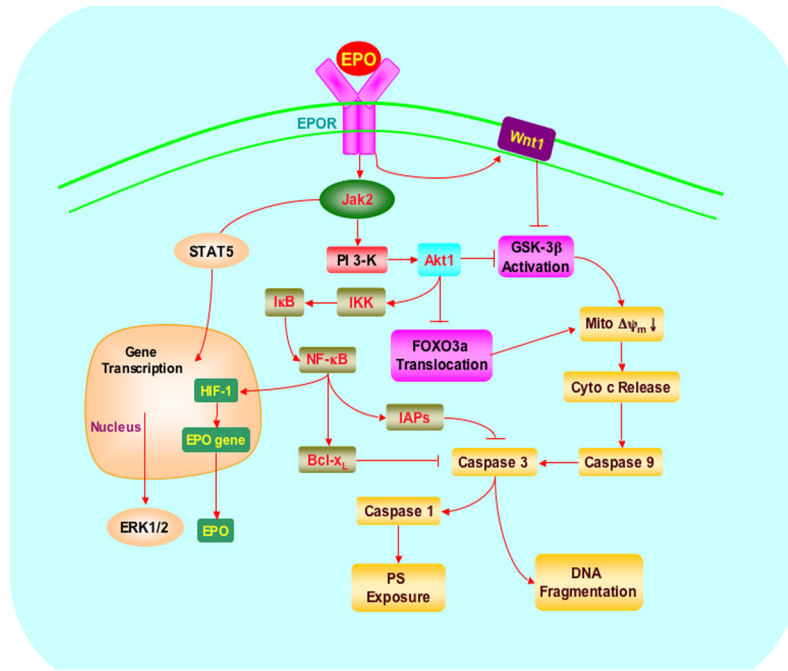 EPO
EPOR
Wnt1
Jak2
STAT5
PI 3-K
Akt1
GSK-3β
Activation
IκB
IKK
FOXO3a
Translocation
Mito Δψm ↓
Gene
Transcription
NF-κB
HIF-1
Cyto c Release
Nucleus
EPO gene
IAPs
Bcl-xL
Caspase 3
Caspase 9
ERK1/2
EPO
Caspase 1
PS
Exposure
DNA
Fragmentation